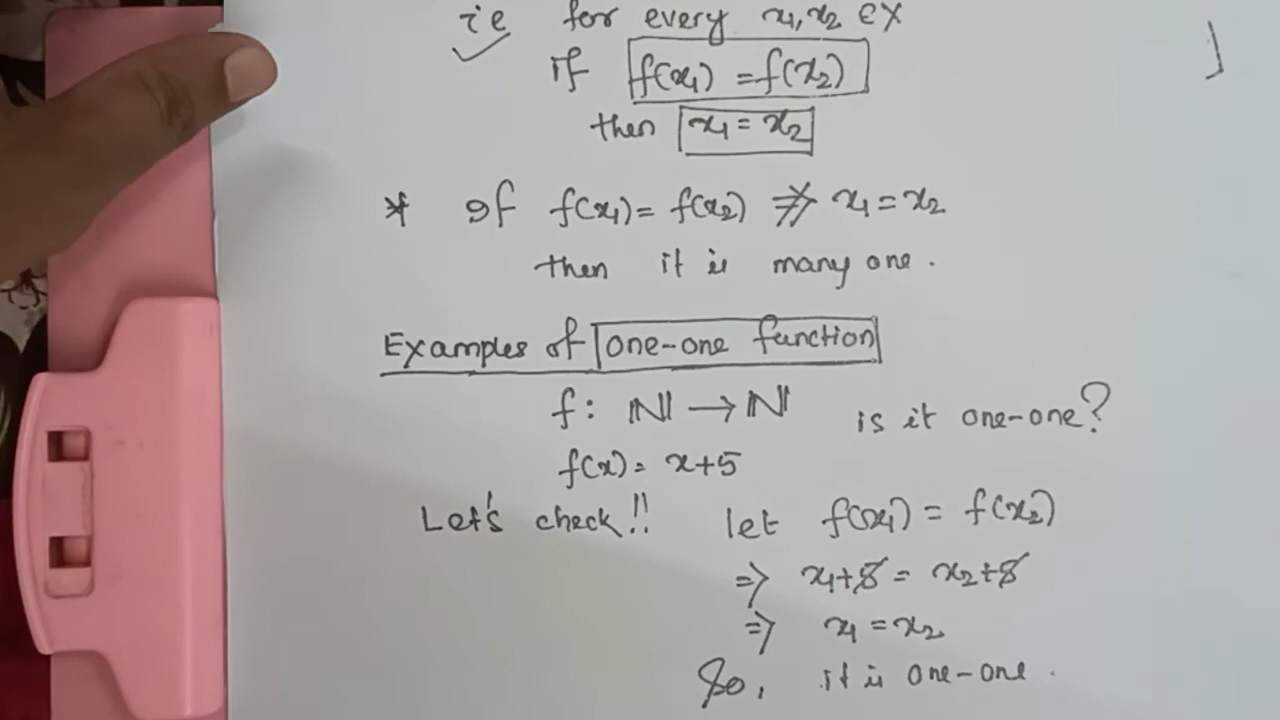 i.e for every x₁, x₂ ∈ X
if f(x₁) = f(x₂)
then x₁ = x₂
* If f(x₁) = f(x₂) ⇏ x₁ = x₂
then it is many one.
Examples of one-one function
f: ℕ → ℕ is it one-one?
f(x) = x+5
Let's check!! let f(x₁) = f(x₂)
⇒ x₁+5 = x₂+5
⇒ x₁ = x₂
So, it is one-one.